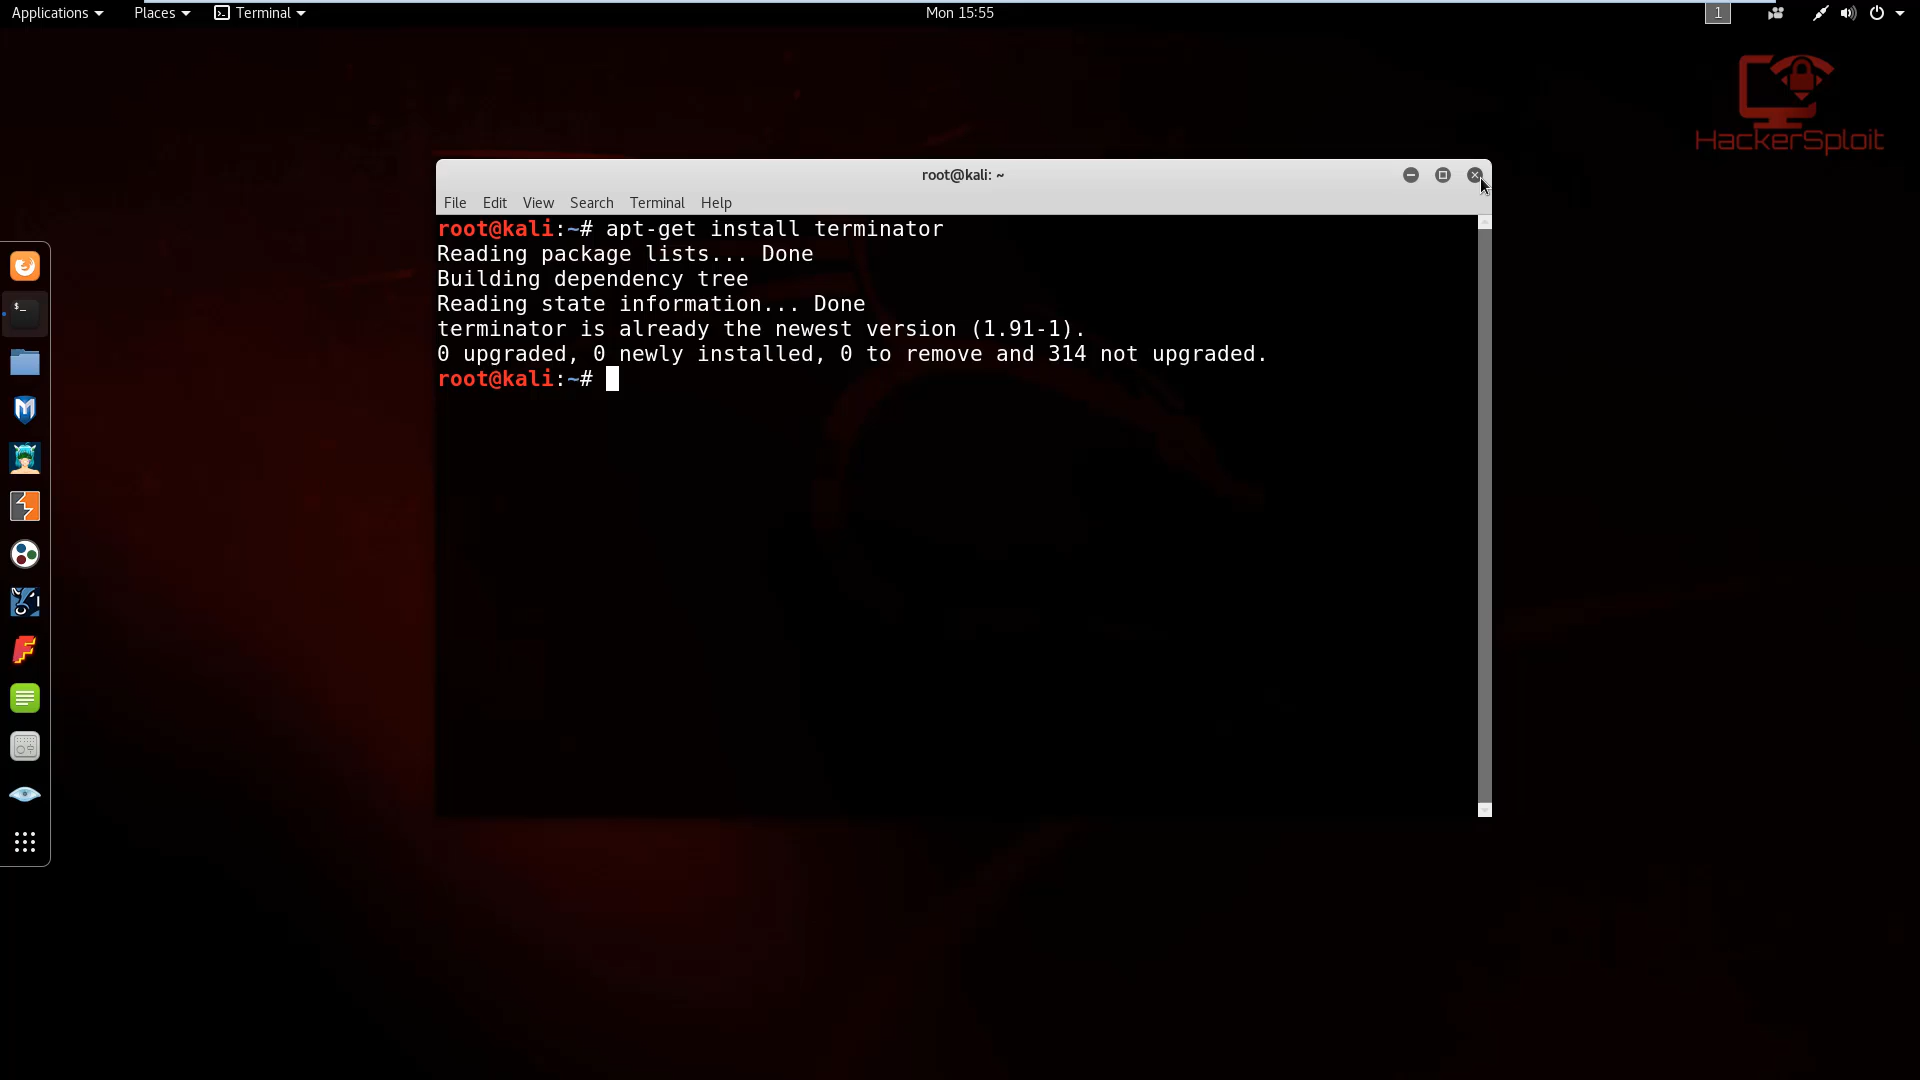 Applications Places Terminal Mon 15:55 1
HackerSploit
root@kali: ~
File Edit View Search Terminal Help
root@kali:~# apt-get install terminator
Reading package lists... Done
Building dependency tree
Reading state information... Done
terminator is already the newest version (1.91-1).
0 upgraded, 0 newly installed, 0 to remove and 314 not upgraded.
root@kali:~#
$_